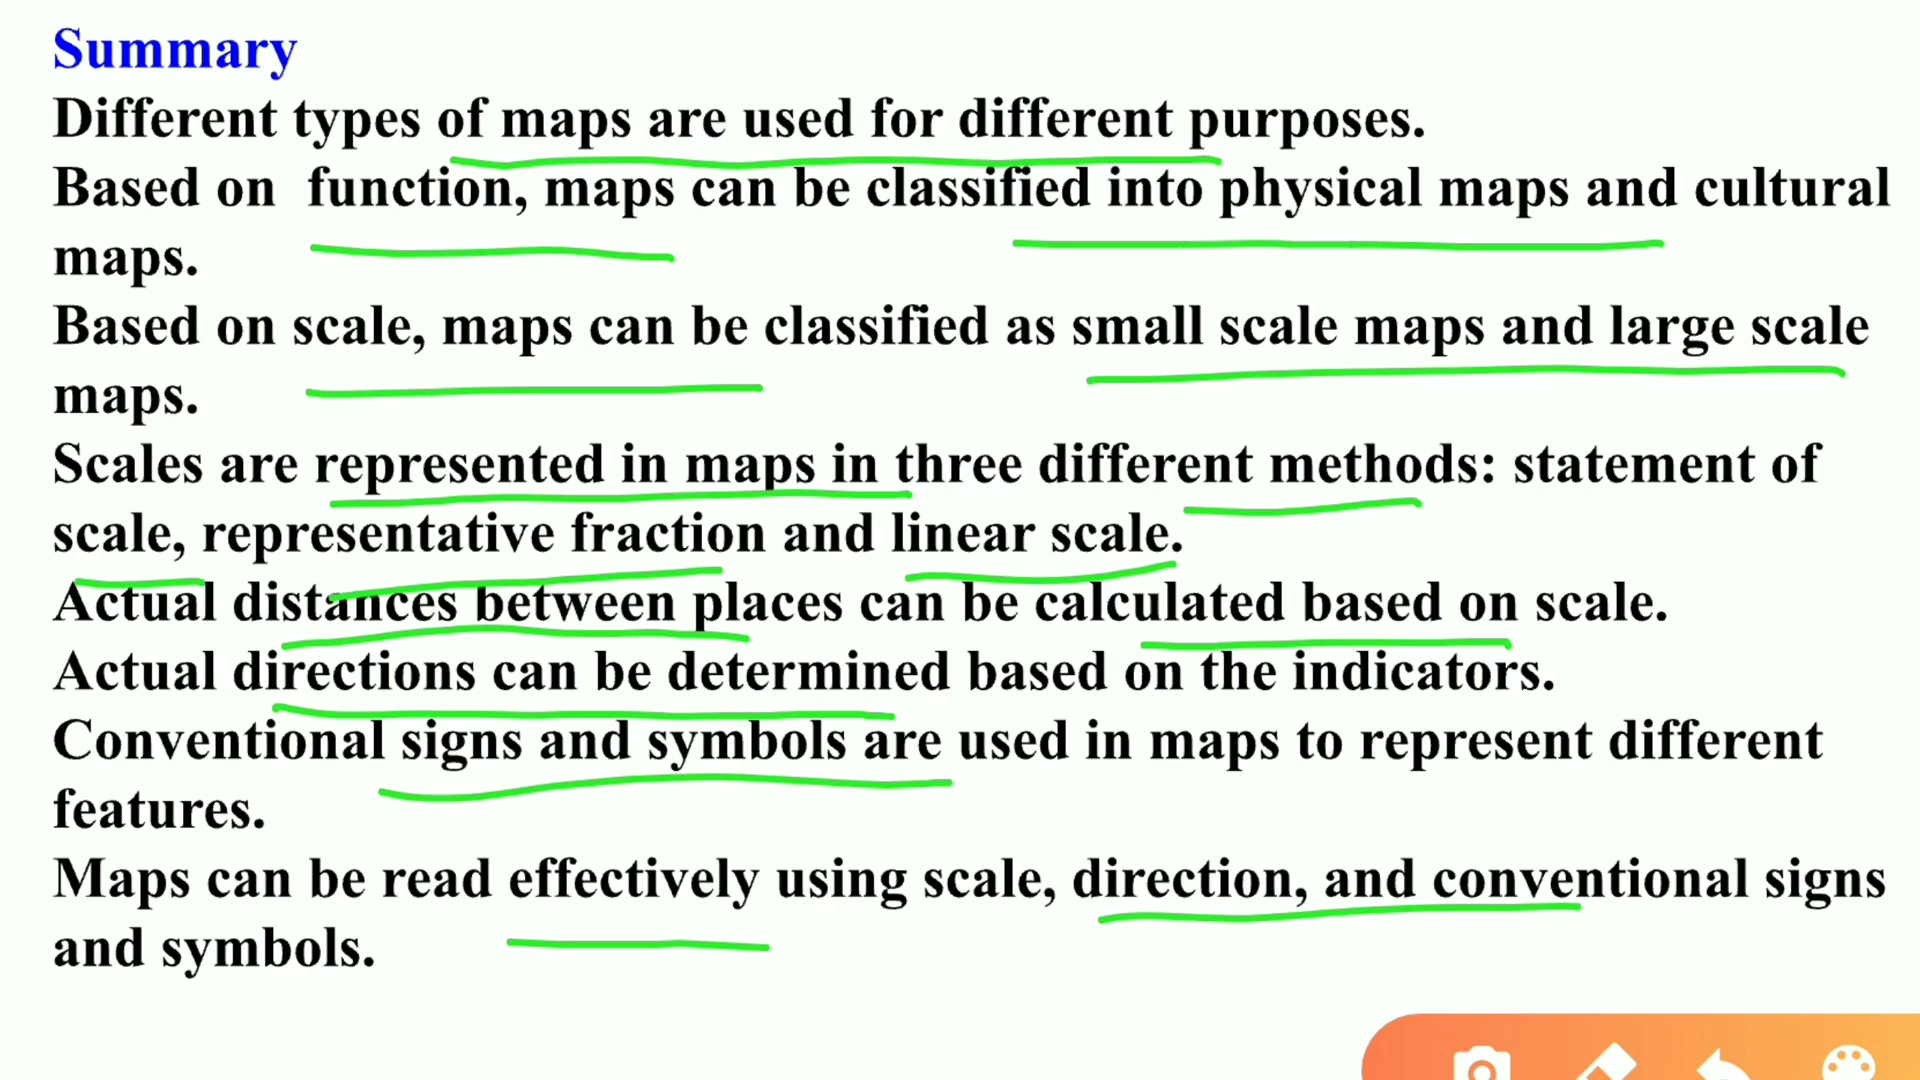 Summary
Different types of maps are used for different purposes.
Based on function, maps can be classified into physical maps and cultural
maps.
Based on scale, maps can be classified as small scale maps and large scale
maps.
Scales are represented in maps in three different methods: statement of
scale, representative fraction and linear scale.
Actual distances between places can be calculated based on scale.
Actual directions can be determined based on the indicators.
Conventional signs and symbols are used in maps to represent different
features.
Maps can be read effectively using scale, direction, and conventional signs
and symbols.